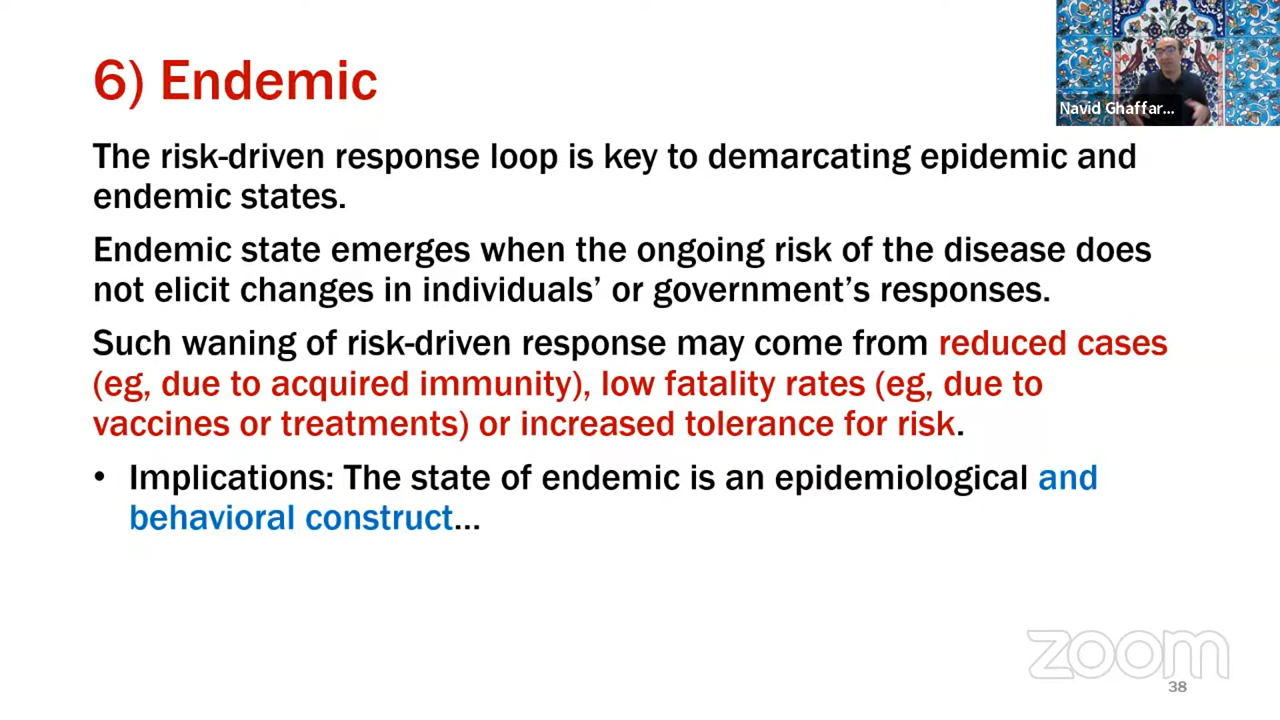 6) Endemic
Navid Ghaffar...
The risk-driven response loop is key to demarcating epidemic and
endemic states.
Endemic state emerges when the ongoing risk of the disease does
not elicit changes in individuals’ or government’s responses.
Such waning of risk-driven response may come from reduced cases
(eg, due to acquired immunity), low fatality rates (eg, due to
vaccines or treatments) or increased tolerance for risk.
• Implications: The state of endemic is an epidemiological and
behavioral construct...
zoom
38